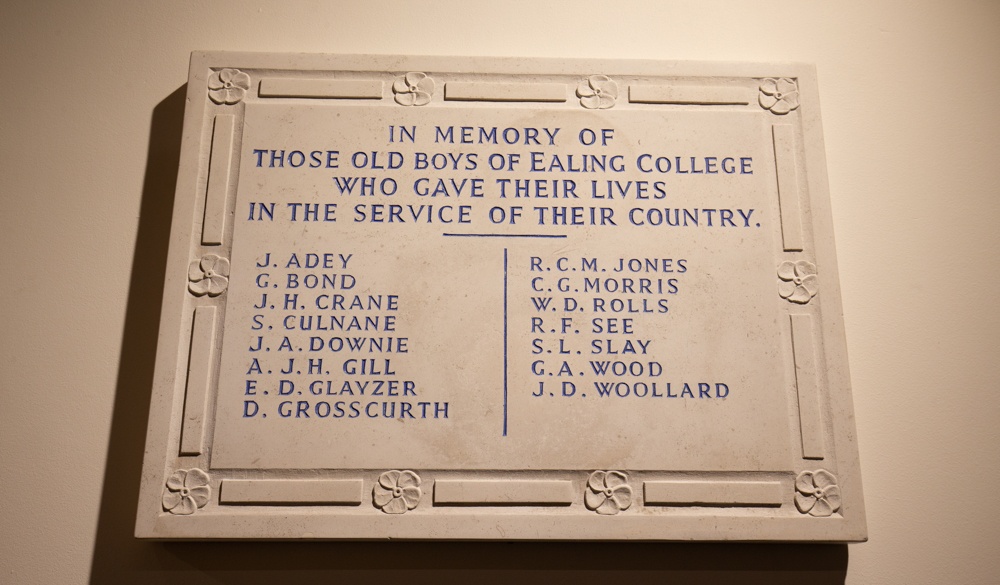 IN MEMORY OF
THOSE OLD BOYS OF EALING COLLEGE
WHO GAVE THEIR LIVES
IN THE SERVICE OF THEIR COUNTRY.
J. ADEY
G. BOND
J. H. CRANE
S. CULNANE
J. A. DOWNIE
A. J. H. GILL
E. D. GLAYZER
D. GROSSCURTH
R. C. M. JONES
C. G. MORRIS
W. D. ROLLS
R. F. SEE
S. L. SLAY
G. A. WOOD
J. D. WOOLLARD